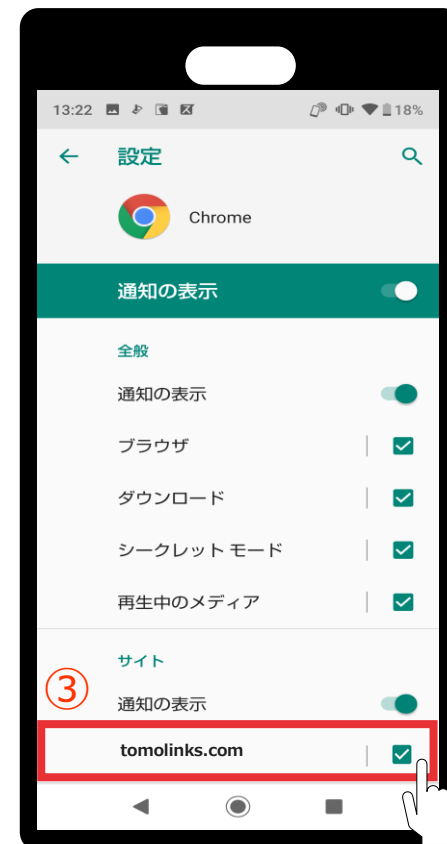 13:22 18%
設定
Chrome
通知の表示
全般
通知の表示
ブラウザ
ダウンロード
シークレット モード
再生中のメディア
サイト
③
通知の表示
tomolinks.com